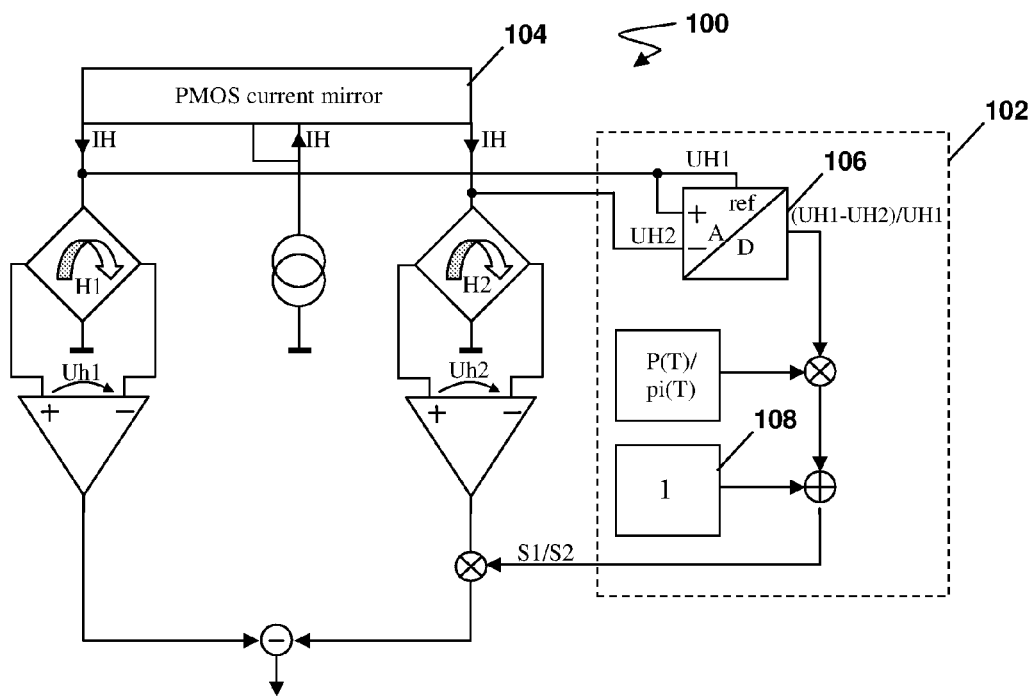 100
104
PMOS current mirror
102
IH
IH
IH
UH1
106
ref
+
(UH1-UH2)/UH1
UH2
−
A
D
H1
H2
P(T)/
pi(T)
Uh1
Uh2
+
−
+
−
108
1
S1/S2